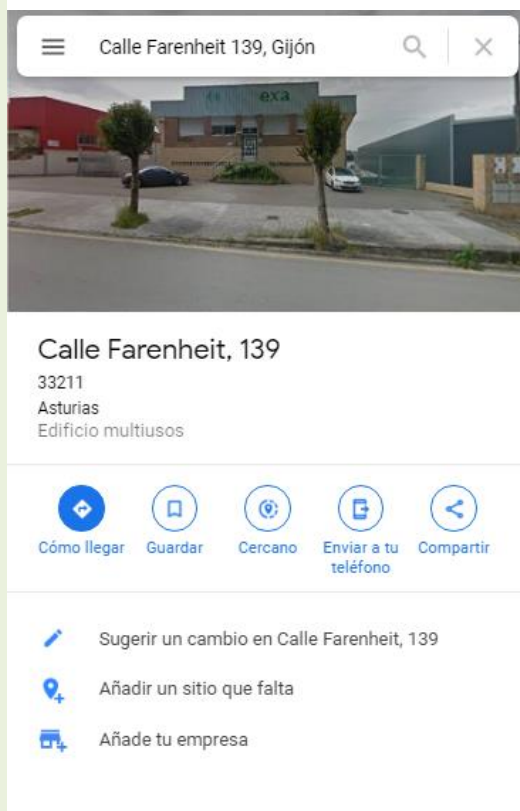 Calle Farenheit 139, Gijón
exa
Calle Farenheit, 139
33211
Asturias
Edificio multiusos
Cómo llegar
Guardar
Cercano
Enviar a tu
teléfono
Compartir
Sugerir un cambio en Calle Farenheit, 139
Añadir un sitio que falta
Añade tu empresa